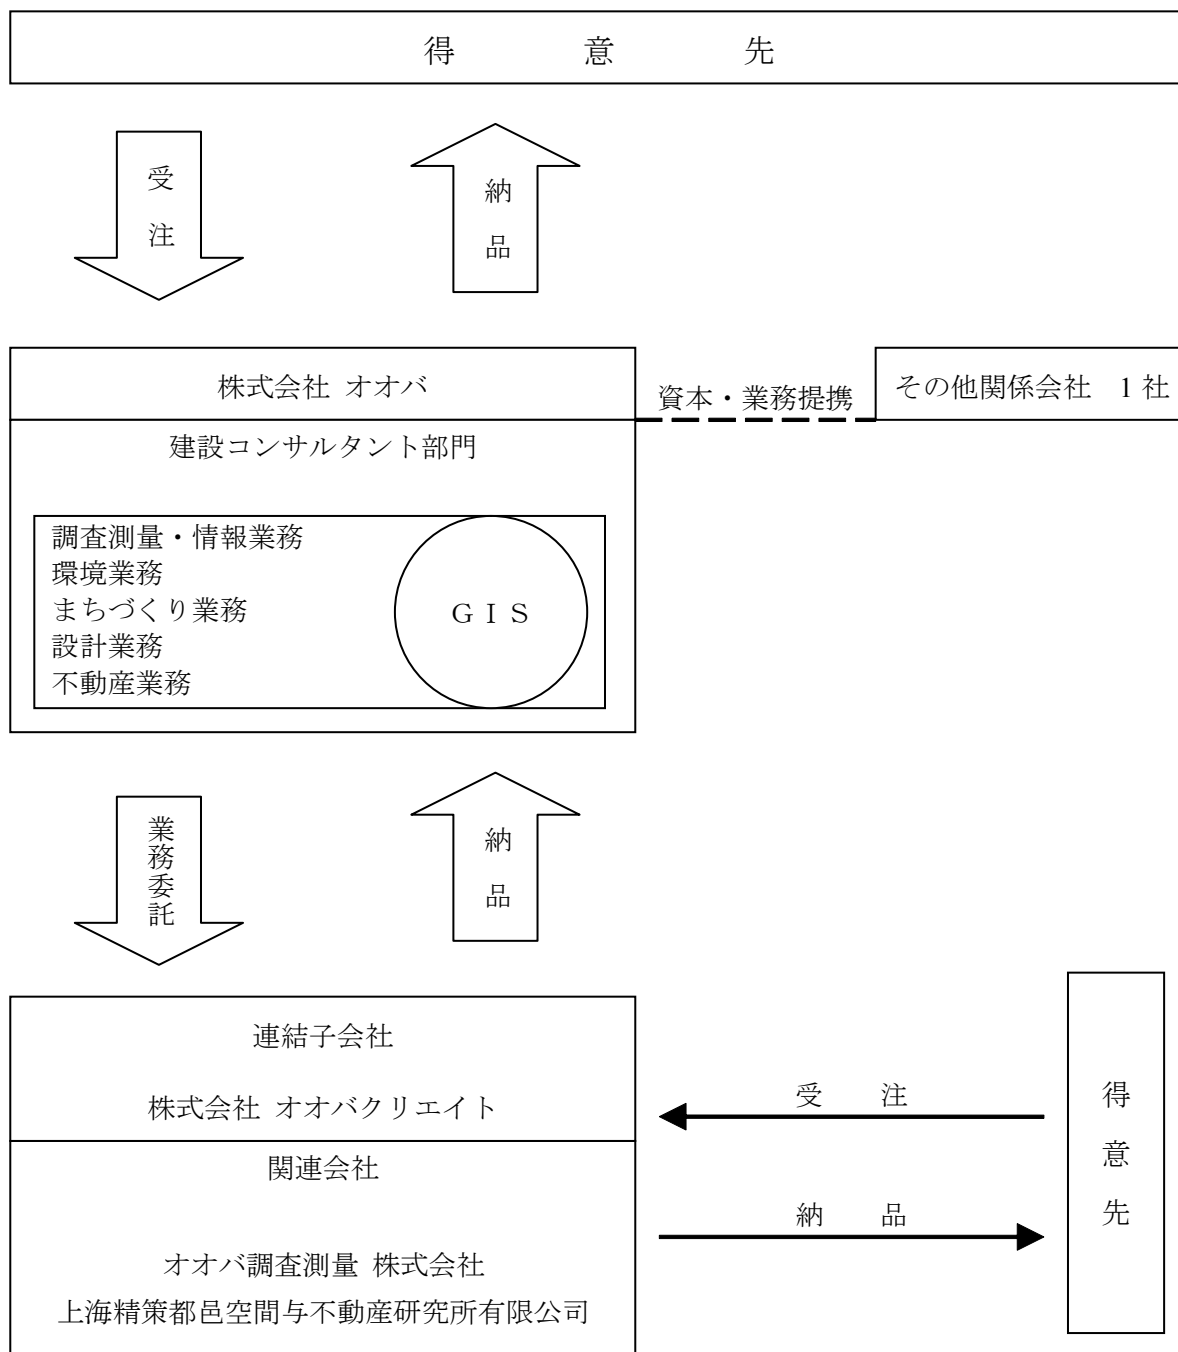 得 意 先
受注
納品
株式会社 オオバ
資本・業務提携
その他関係会社 1社
建設コンサルタント部門
調査測量・情報業務
環境業務
まちづくり業務
設計業務
不動産業務
GIS
業務委託
納品
連結子会社
株式会社 オオバクリエイト
関連会社
オオバ調査測量 株式会社
上海精策都邑空間与不動産研究所有限公司
受 注
納 品
得意先